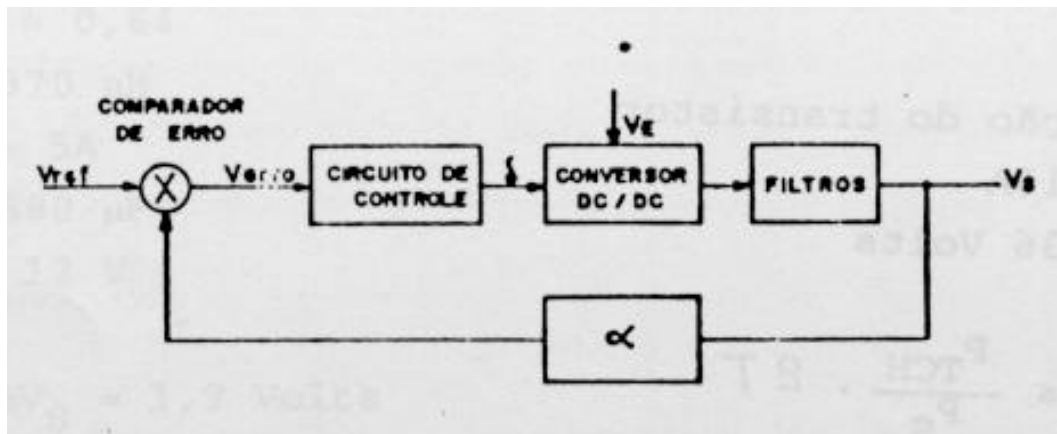 COMPARADOR
DE ERRO
Vref
X
Verro
CIRCUITO DE
CONTROLE
δ
VE
CONVERSOR
DC / DC
FILTROS
VS
α